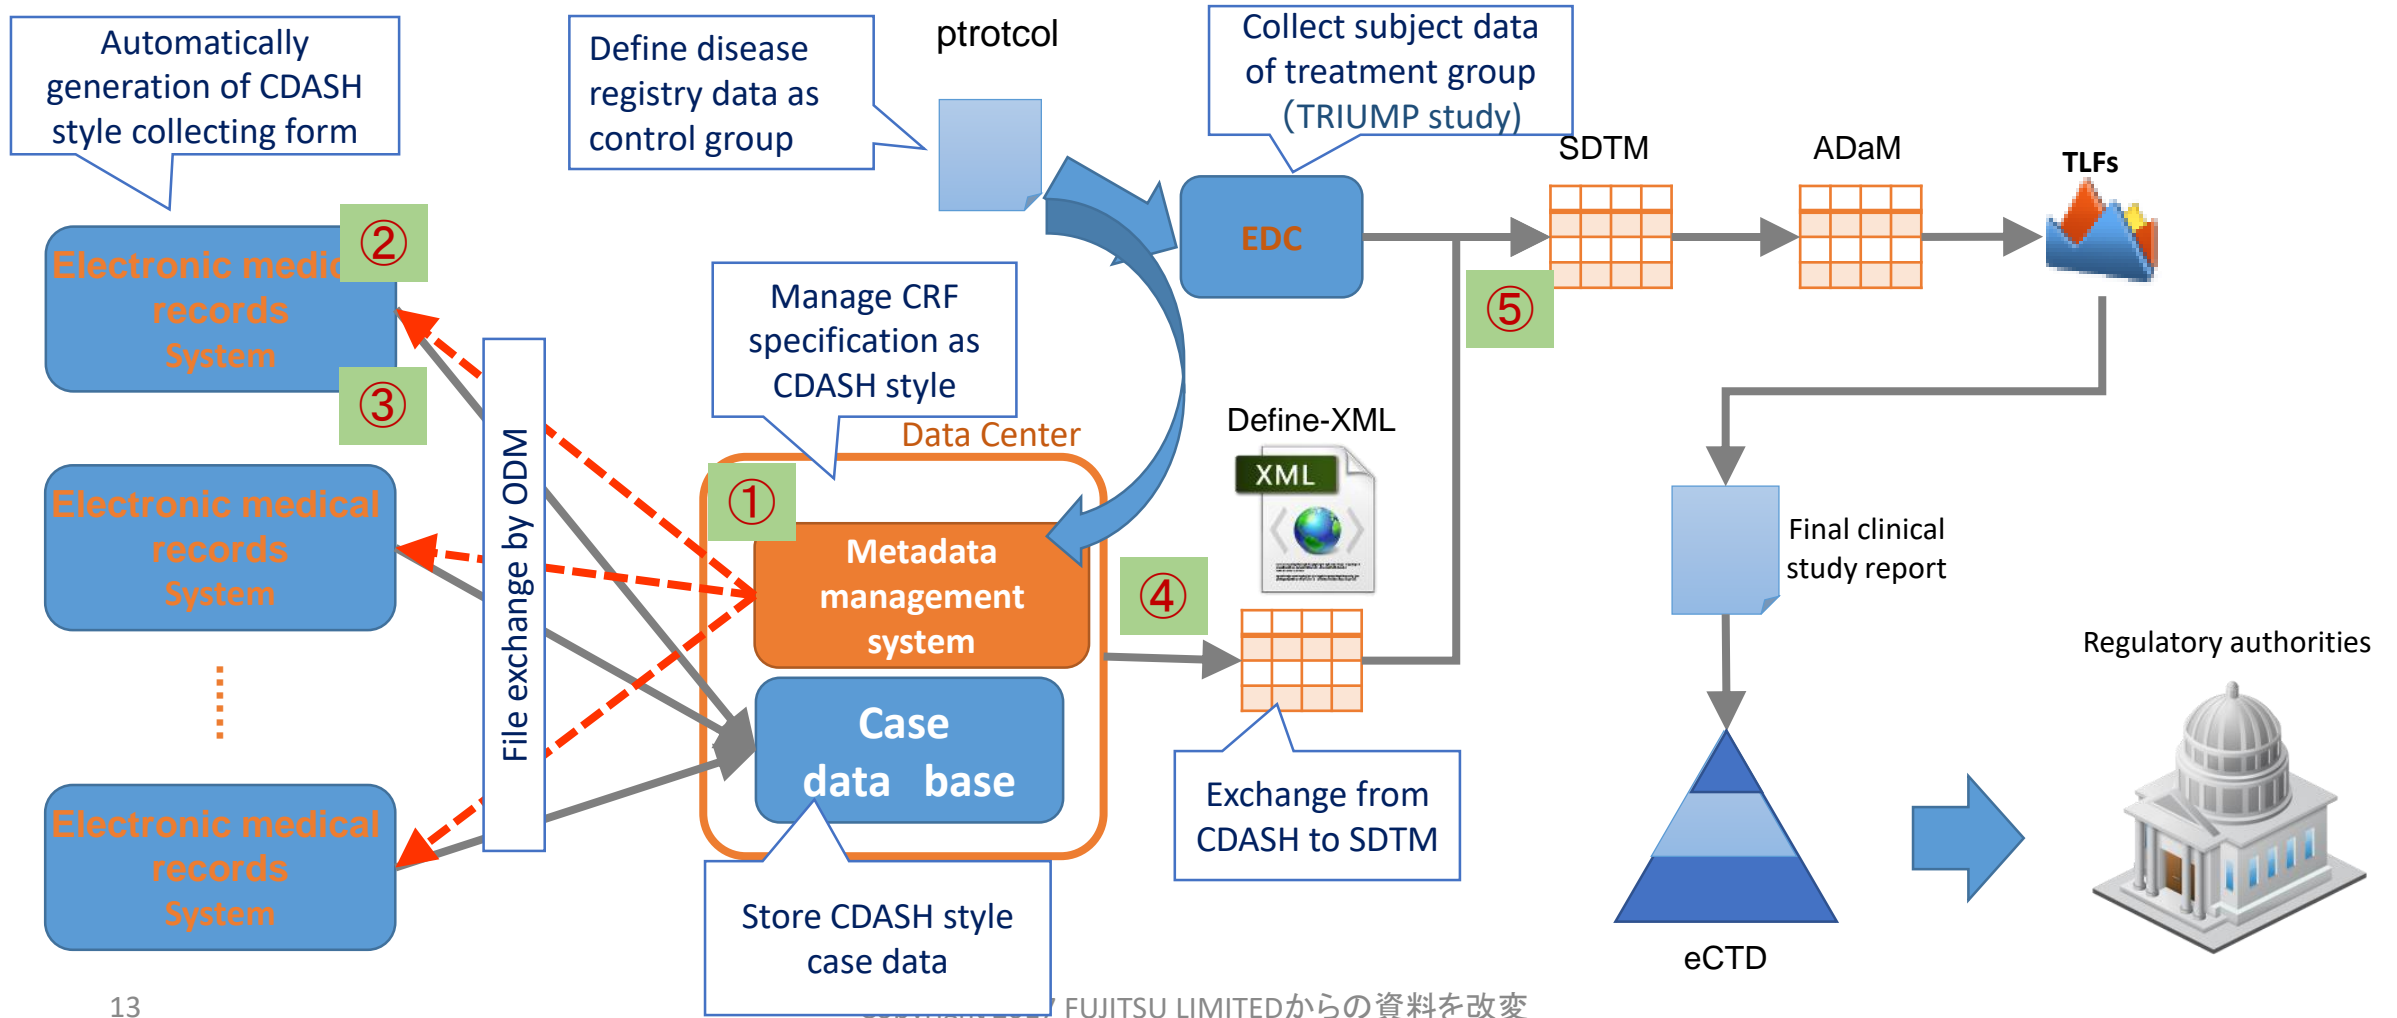 Automatically
generation of CDASH
style collecting form
Define disease
registry data as
control group
ptrotcol
Collect subject data
of treatment group
(TRIUMP study)
SDTM
ADaM
TLFs
②
Electronic medic
records
System
③
EDC
⑤
Manage CRF
specification as
CDASH style
Data Center
Define-XML
XML
File exchange by ODM
①
Electronic medical
records
System
Metadata
management
system
④
Final clinical
study report
Regulatory authorities
Case
data base
Exchange from
CDASH to SDTM
Electronic medical
records
System
Store CDASH style
case data
eCTD
13
FUJITSU LIMITEDからの資料を改変